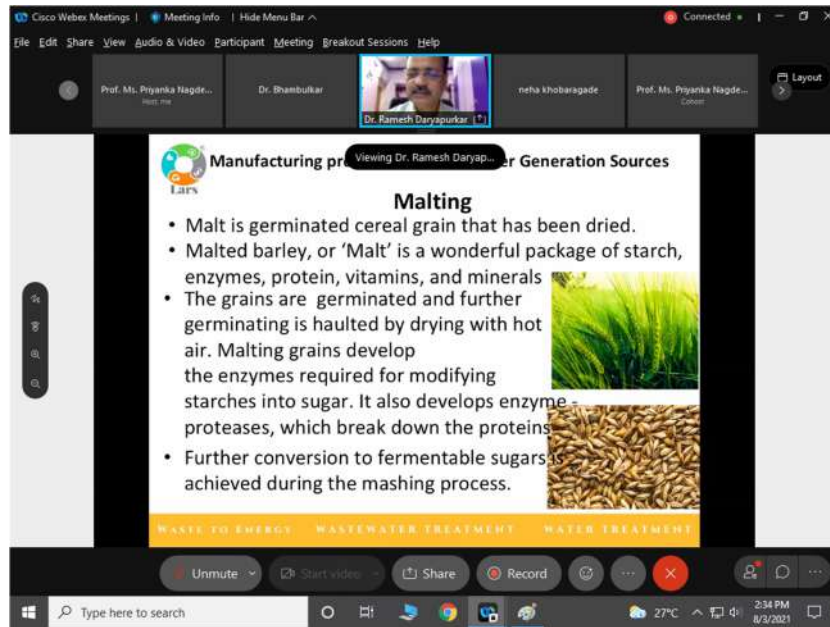 Cisco Webex Meetings | Meeting Info | Hide Menu Bar
Connected
File Edit Share View Audio & Video Participant Meeting Breakout Sessions Help
Prof. Ms. Priyanka Nagde...
Host, me
Dr. Bhambulkar
Dr. Ramesh Daryapurkar
neha khobaragade
Prof. Ms. Priyanka Nagde...
Cohost
Layout
Viewing Dr. Ramesh Daryap...
Lars
Manufacturing pr
er Generation Sources
Malting
• Malt is germinated cereal grain that has been dried.
• Malted barley, or ‘Malt’ is a wonderful package of starch,
enzymes, protein, vitamins, and minerals
• The grains are germinated and further
germinating is haulted by drying with hot
air. Malting grains develop
the enzymes required for modifying
starches into sugar. It also develops enzyme -
proteases, which break down the proteins
• Further conversion to fermentable sugars is
achieved during the mashing process.
WASTE TO ENERGY WASTEWATER TREATMENT WATER TREATMENT
Unmute Start video Share Record
Type here to search
27°C
2:34 PM
8/3/2021